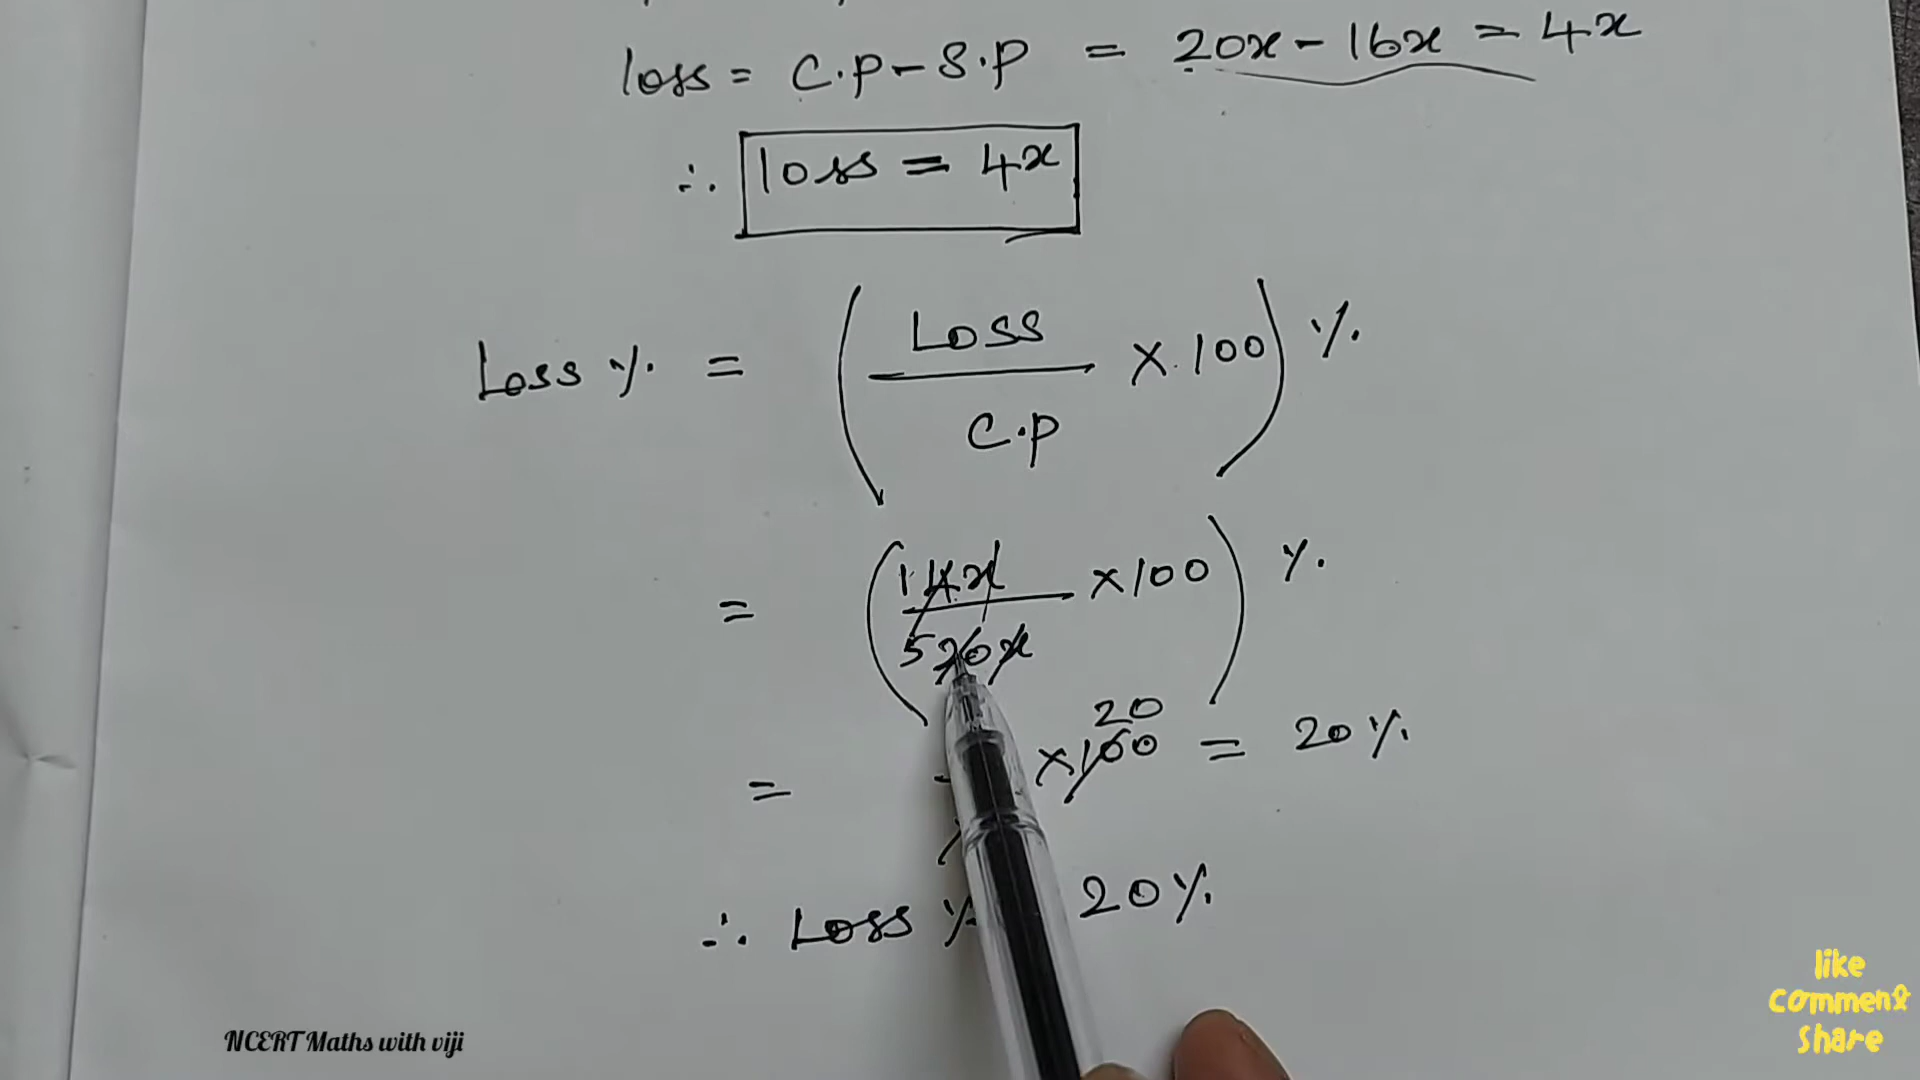 loss = C.P - S.P = 20x - 16x = 4x
∴ loss = 4x
Loss % = ( Loss / C.P × 100 ) %
= ( 1 4x / 5 20x × 100 ) %
= × 100 20 = 20%
∴ Loss % 20%
like
comment
share
NCERT Maths with viji